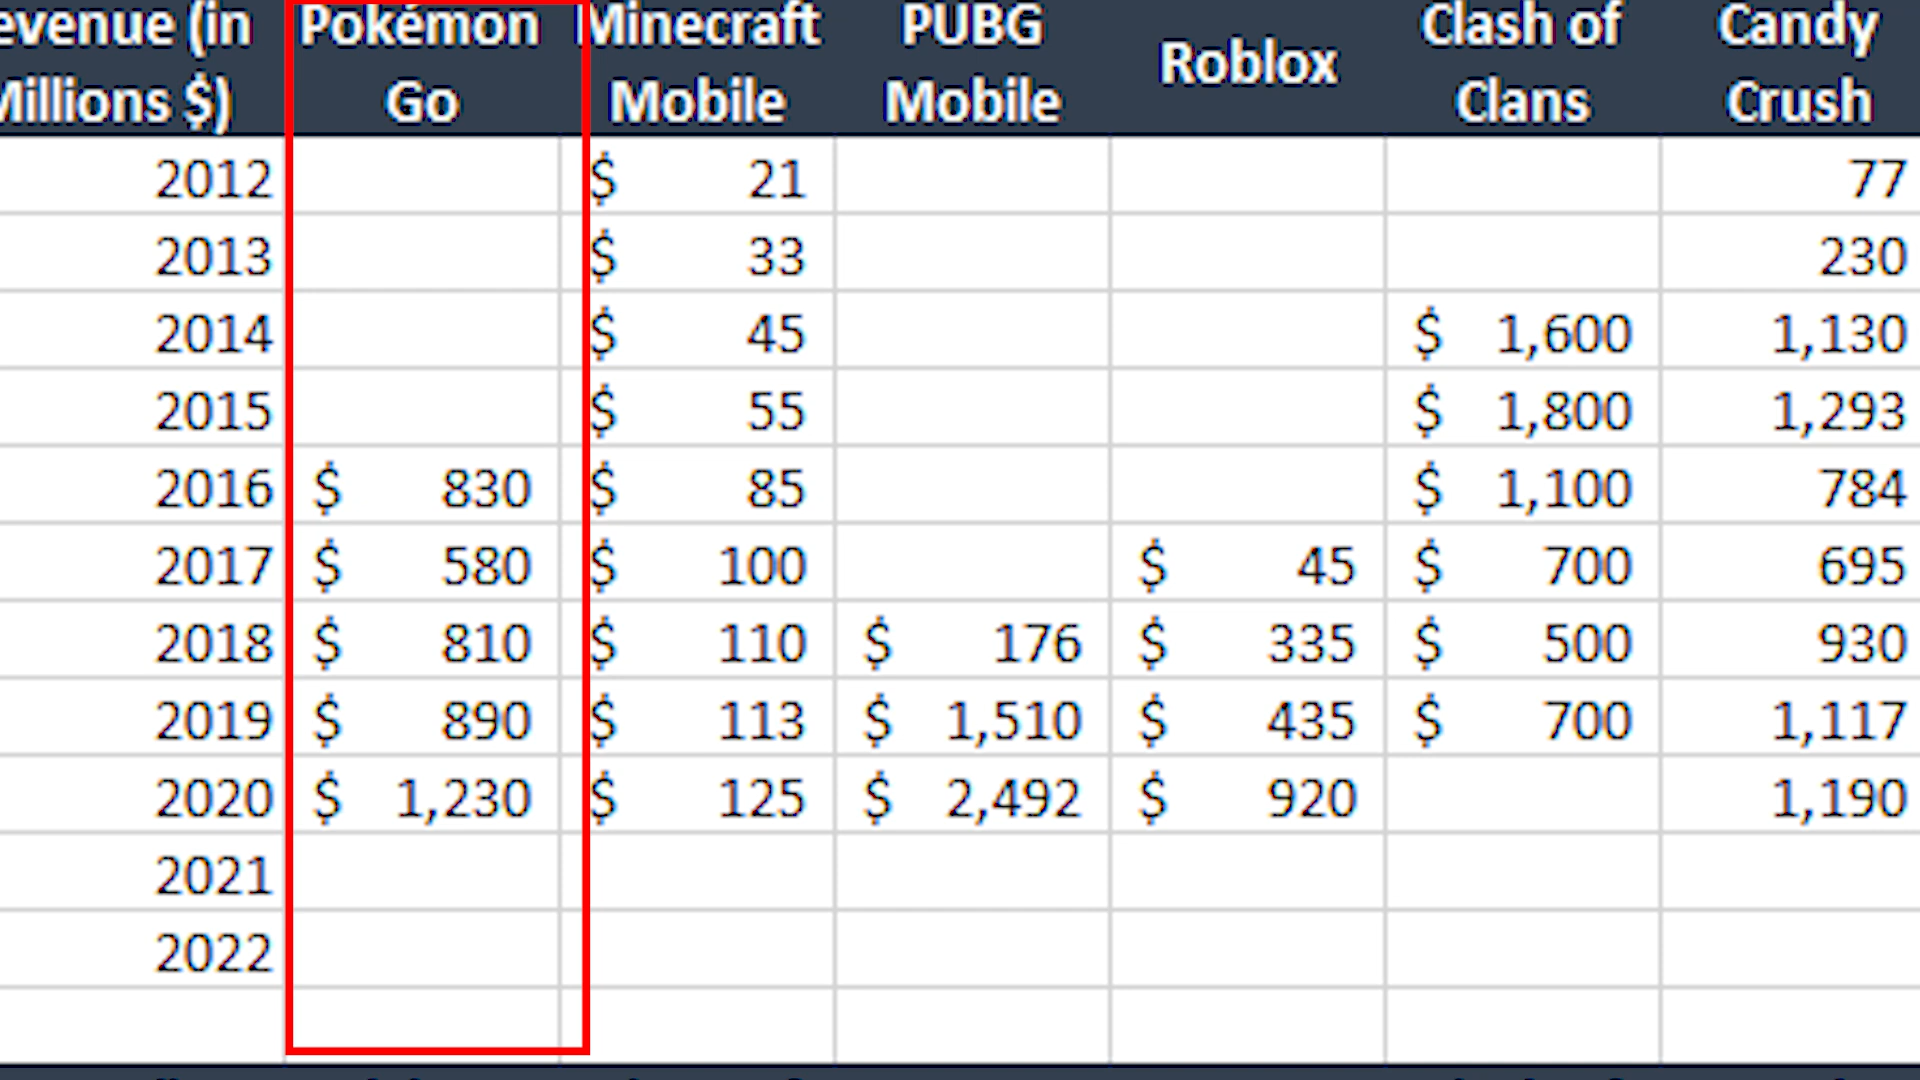 Revenue (in Millions $) Pokémon Go Minecraft Mobile PUBG Mobile Roblox Clash of Clans Candy Crush
2012 $ 21 77
2013 $ 33 230
2014 $ 45 $ 1,600 1,130
2015 $ 55 $ 1,800 1,293
2016 $ 830 $ 85 $ 1,100 784
2017 $ 580 $ 100 $ 45 $ 700 695
2018 $ 810 $ 110 $ 176 $ 335 $ 500 930
2019 $ 890 $ 113 $ 1,510 $ 435 $ 700 1,117
2020 $ 1,230 $ 125 $ 2,492 $ 920 1,190
2021
2022